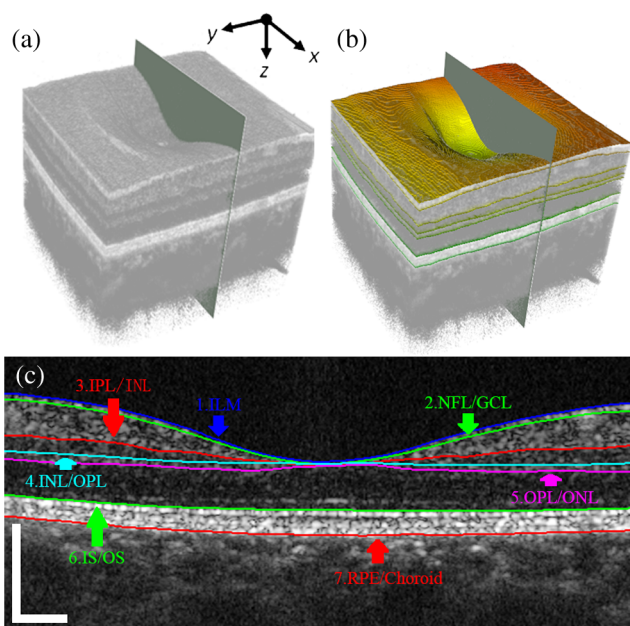 (a)
y
z
x
(b)
(c)
3.IPL/INL
1.ILM
2.NFL/GCL
4.INL/OPL
5.OPL/ONL
6.IS/OS
7.RPE/Choroid